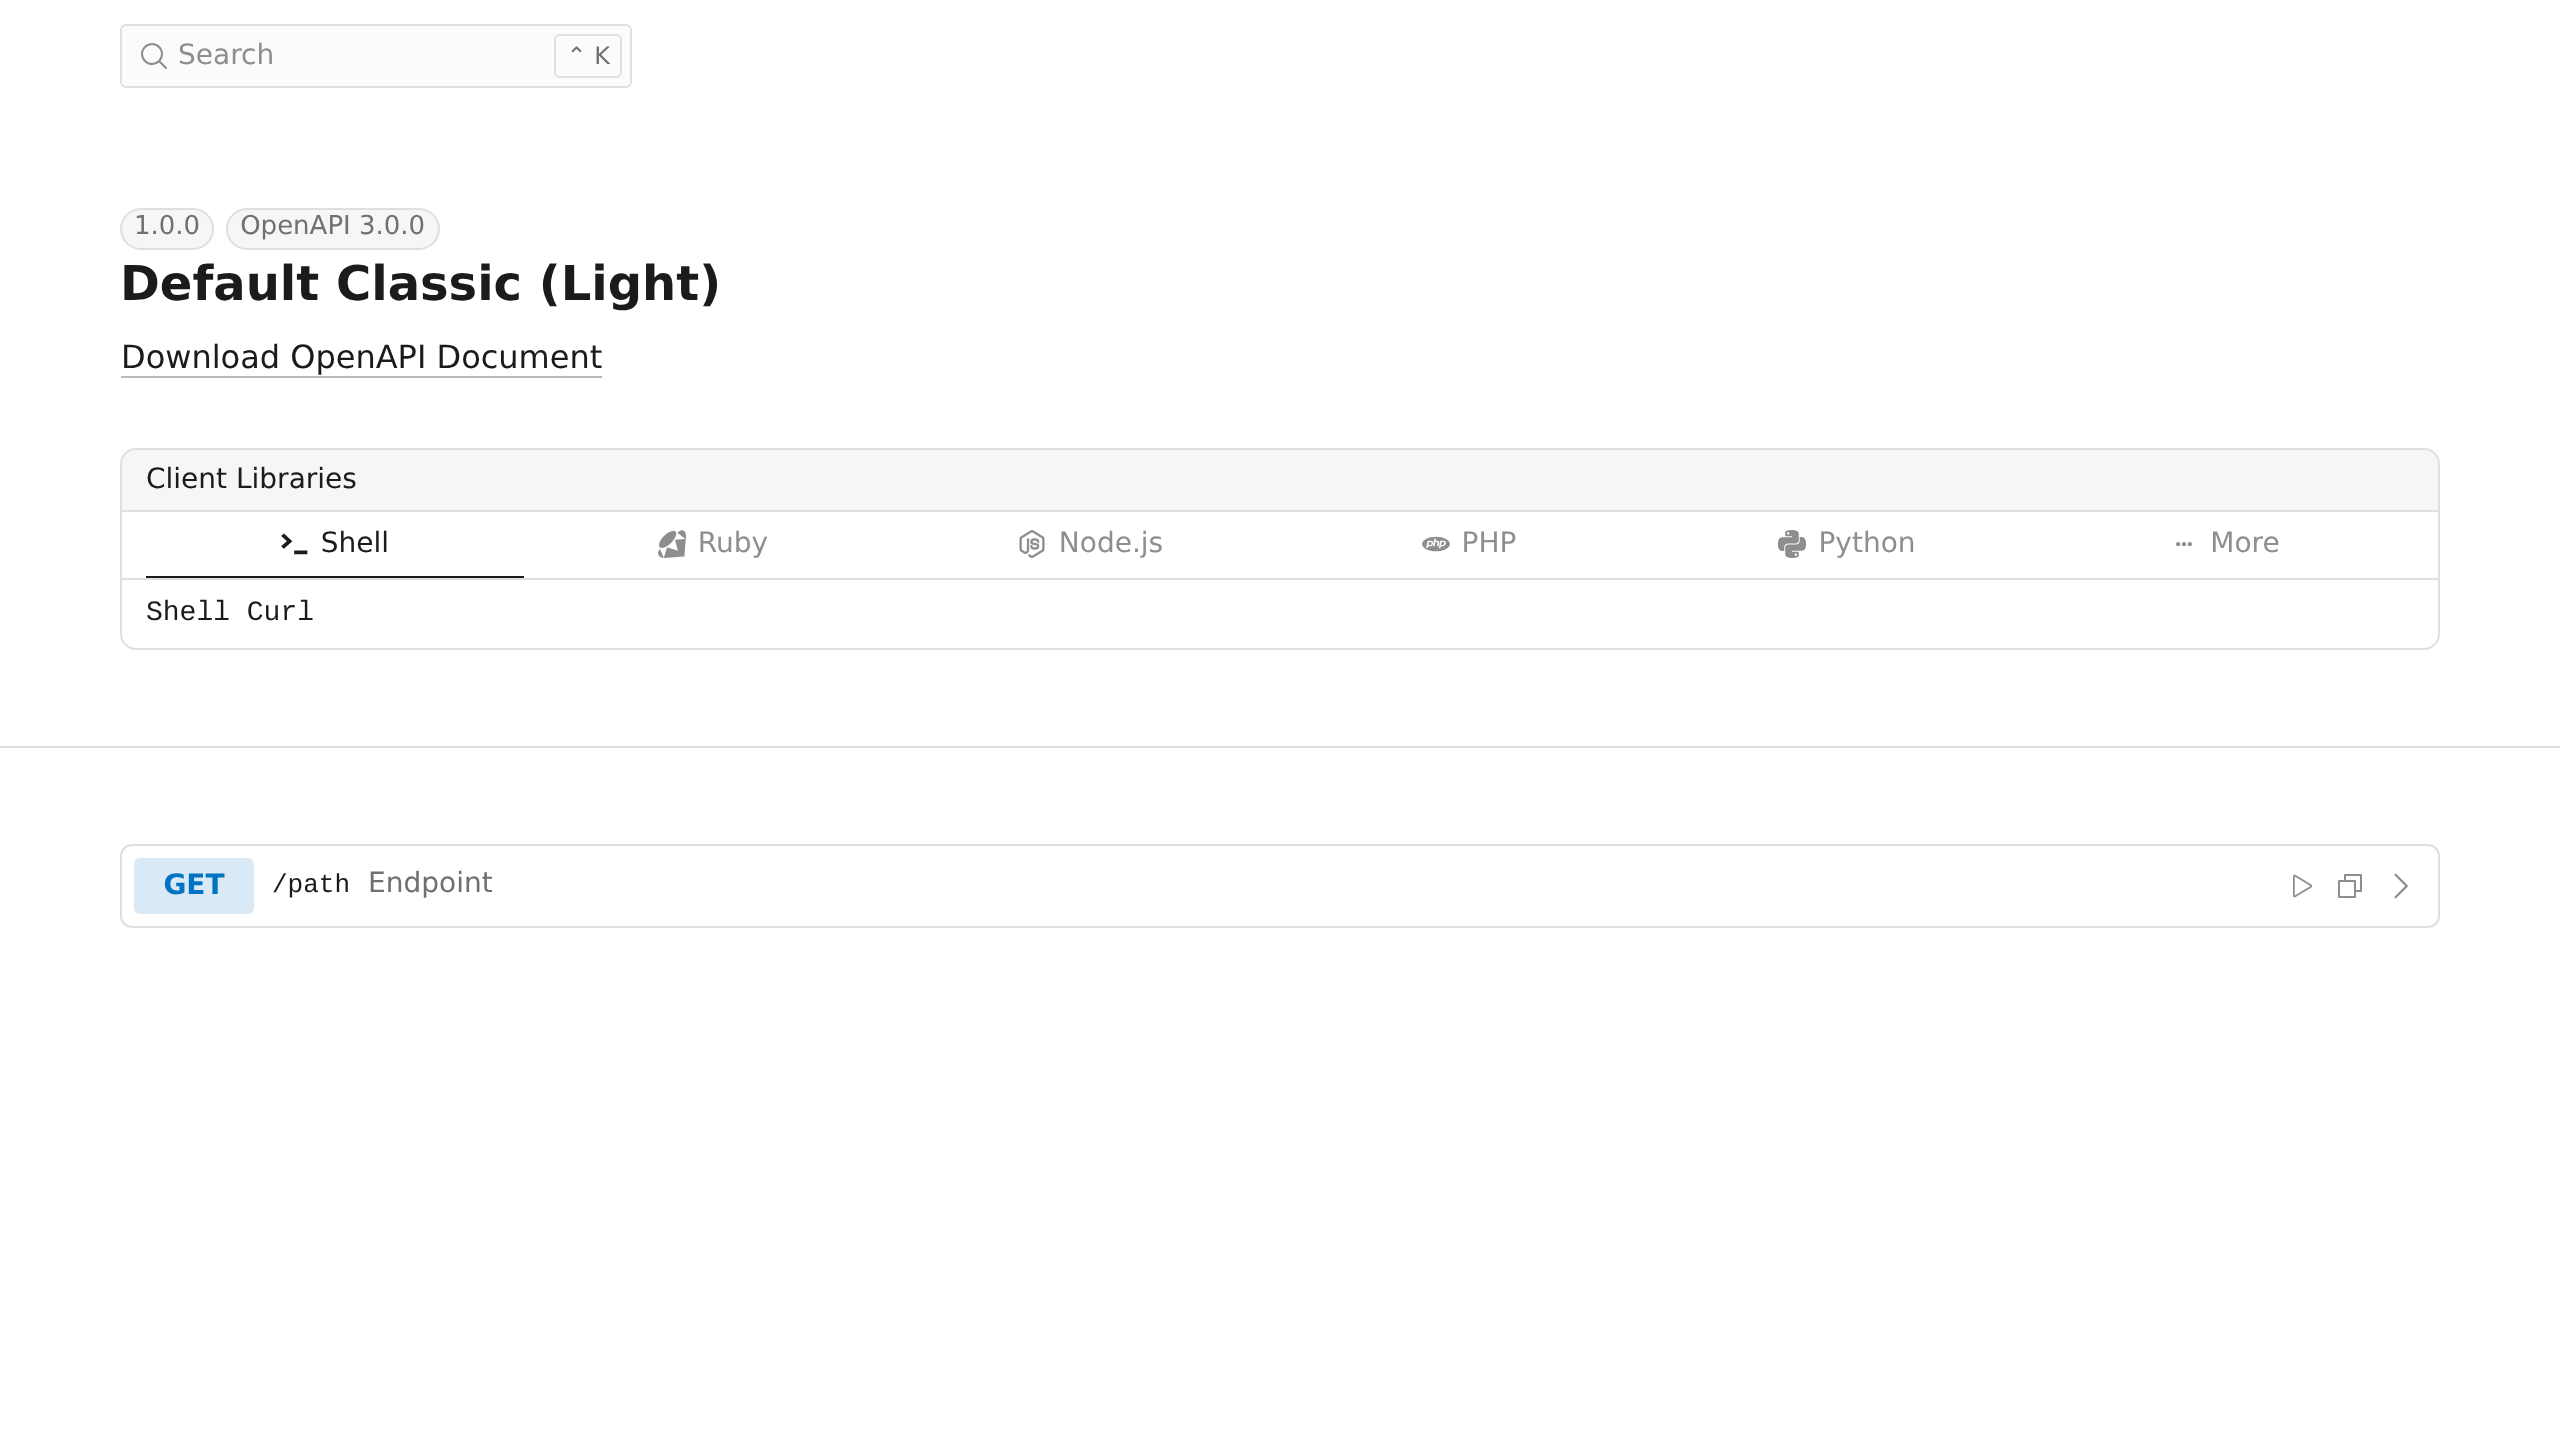 Search ⌃ K
1.0.0 OpenAPI 3.0.0
Default Classic (Light)
Download OpenAPI Document
Client Libraries
Shell Ruby Node.js PHP Python More
Shell Curl
GET /path Endpoint